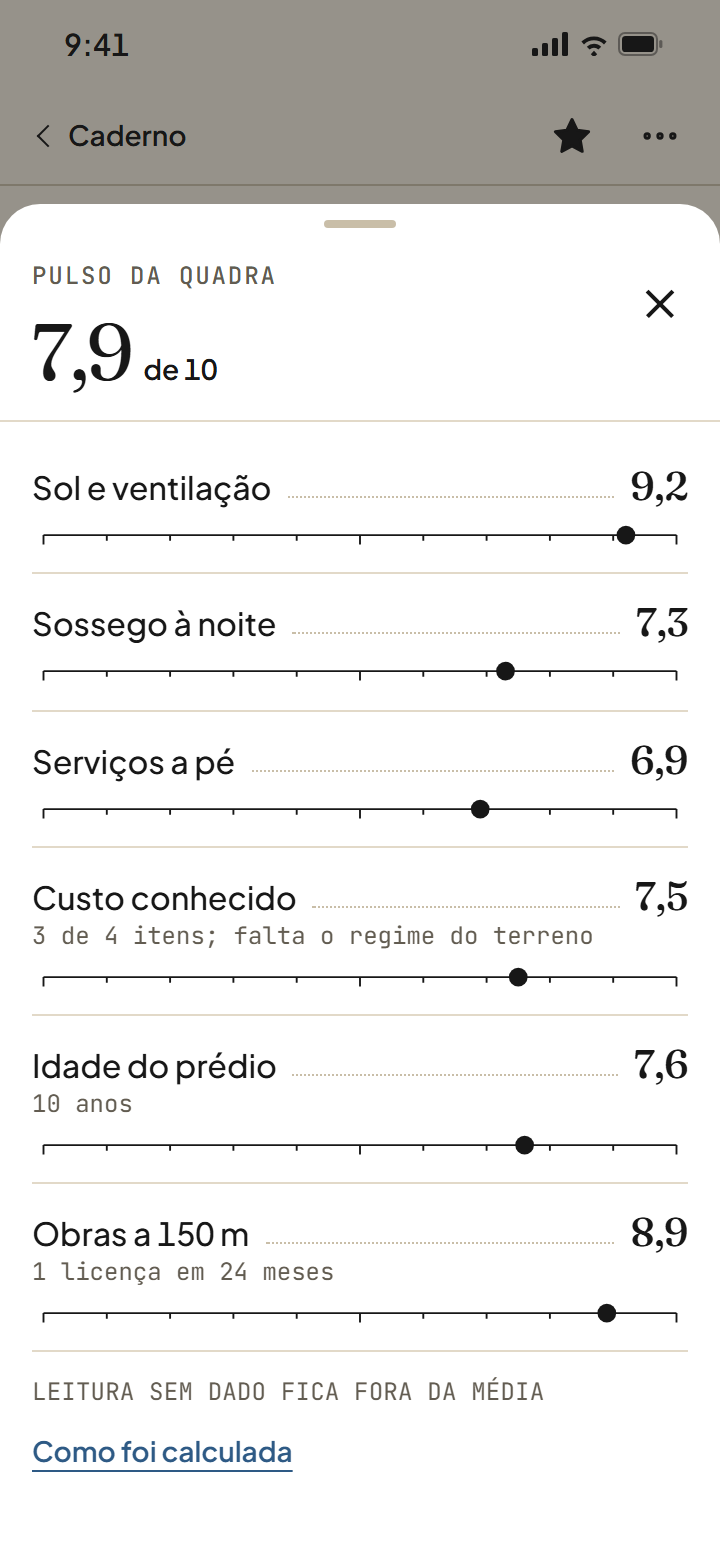 9:41
Caderno
PULSO DA QUADRA
7,9 de 10
Sol e ventilação 9,2
Sossego à noite 7,3
Serviços a pé 6,9
Custo conhecido 7,5
3 de 4 itens; falta o regime do terreno
Idade do prédio 7,6
10 anos
Obras a 150 m 8,9
1 licença em 24 meses
LEITURA SEM DADO FICA FORA DA MÉDIA
Como foi calculada